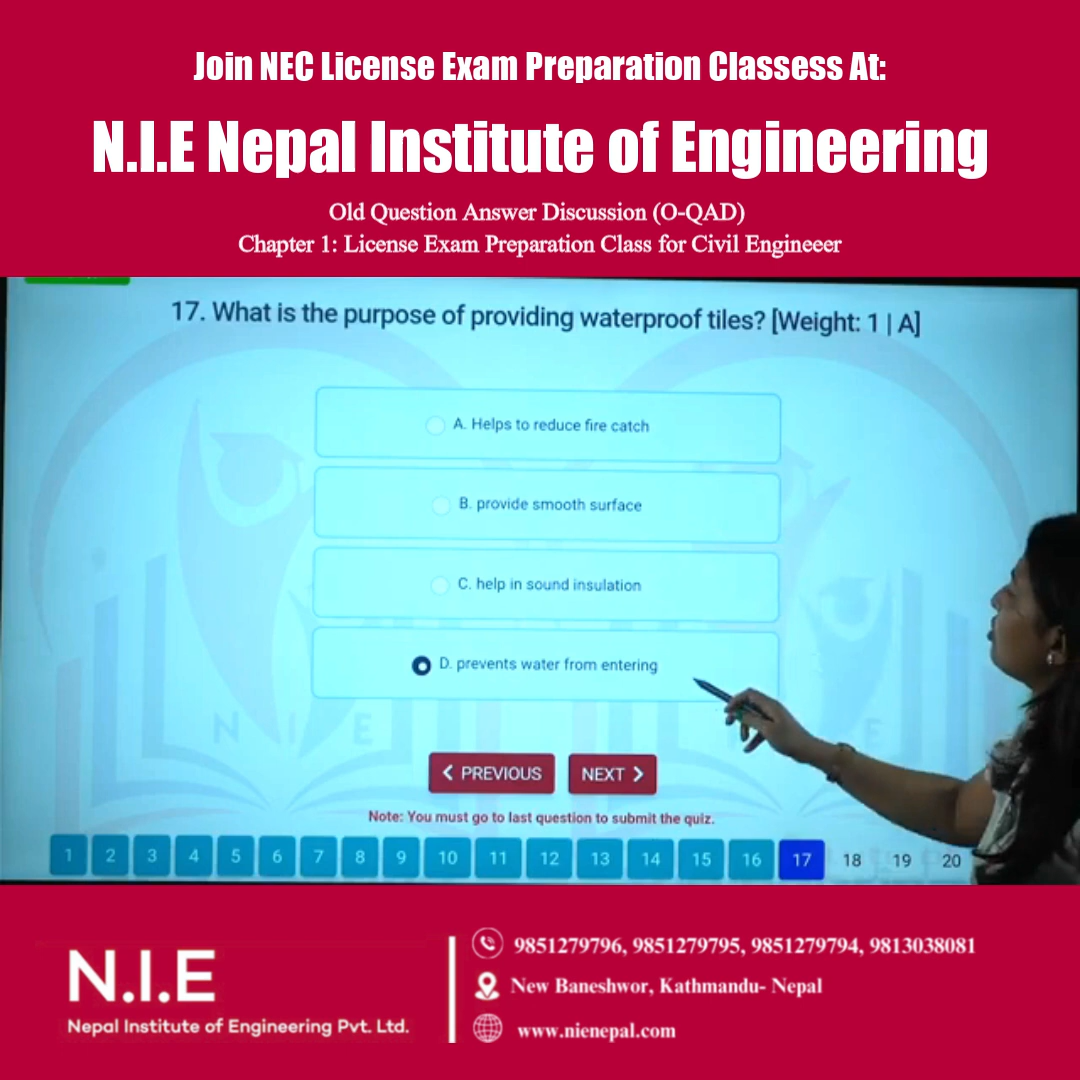 Join NEC License Exam Preparation Classess At:
N.I.E Nepal Institute of Engineering
Old Question Answer Discussion (O-QAD)
Chapter 1: License Exam Preparation Class for Civil Engineeer
17. What is the purpose of providing waterproof tiles? [Weight: 1 | A]
A. Helps to reduce fire catch
B. provide smooth surface
C. help in sound insulation
D. prevents water from entering
N I E
N I E
PREVIOUS NEXT
Note: You must go to last question to submit the quiz.
1 2 3 4 5 6 7 8 9 10 11 12 13 14 15 16 17 18 19 20
N.I.E
Nepal Institute of Engineering Pvt. Ltd.
9851279796, 9851279795, 9851279794, 9813038081
New Baneshwor, Kathmandu- Nepal
www.nienepal.com